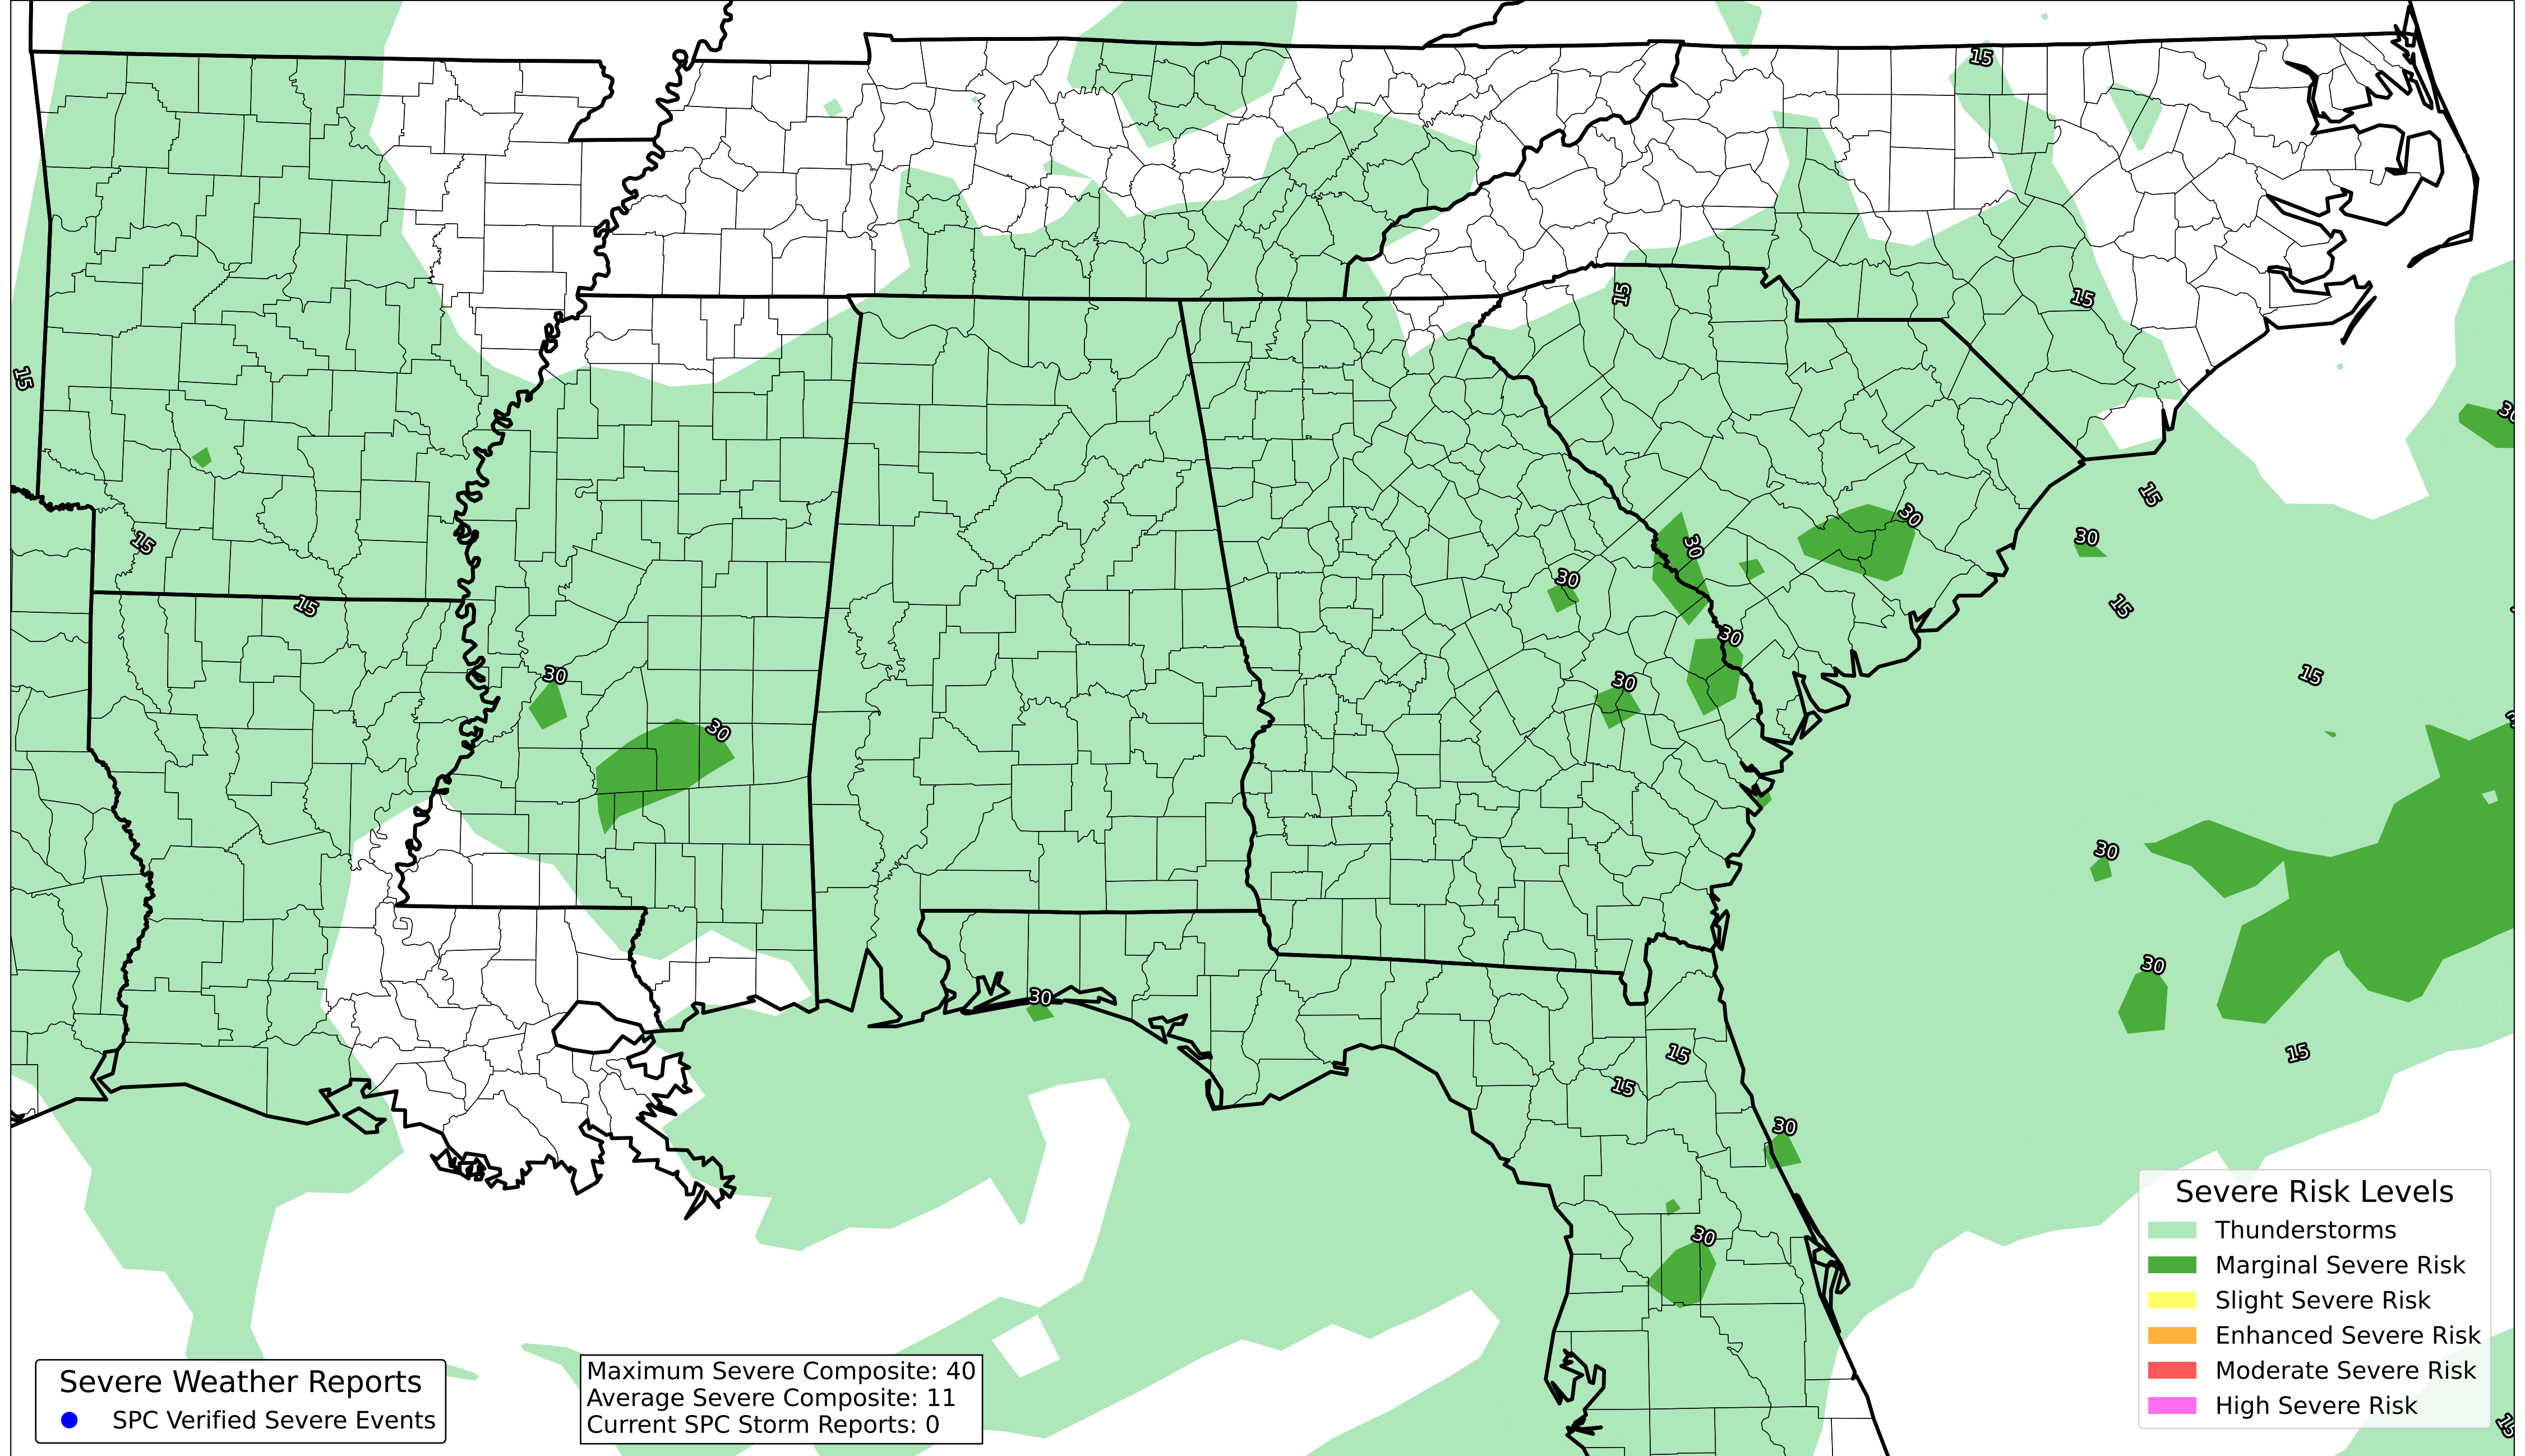 15
15
15
15
30
30
15
30
15
30
30
15
15
30
30
30
15
30
30
30
30
30
15
15
15
30
30
Severe Risk Levels
Thunderstorms
Marginal Severe Risk
Slight Severe Risk
Enhanced Severe Risk
Moderate Severe Risk
High Severe Risk
Severe Weather Reports
SPC Verified Severe Events
Maximum Severe Composite: 40
Average Severe Composite: 11
Current SPC Storm Reports: 0
15